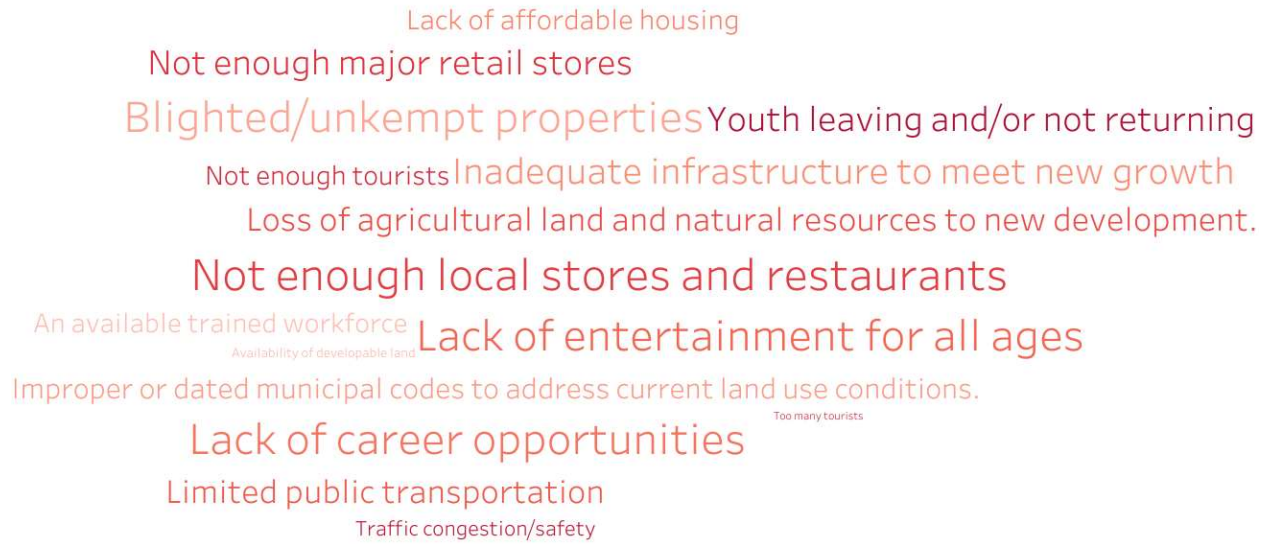 Lack of affordable housing
Not enough major retail stores
Blighted/unkempt properties Youth leaving and/or not returning
Not enough tourists Inadequate infrastructure to meet new growth
Loss of agricultural land and natural resources to new development.
Not enough local stores and restaurants
An available trained workforce Lack of entertainment for all ages
Availability of developable land
Improper or dated municipal codes to address current land use conditions.
Too many tourists
Lack of career opportunities
Limited public transportation
Traffic congestion/safety